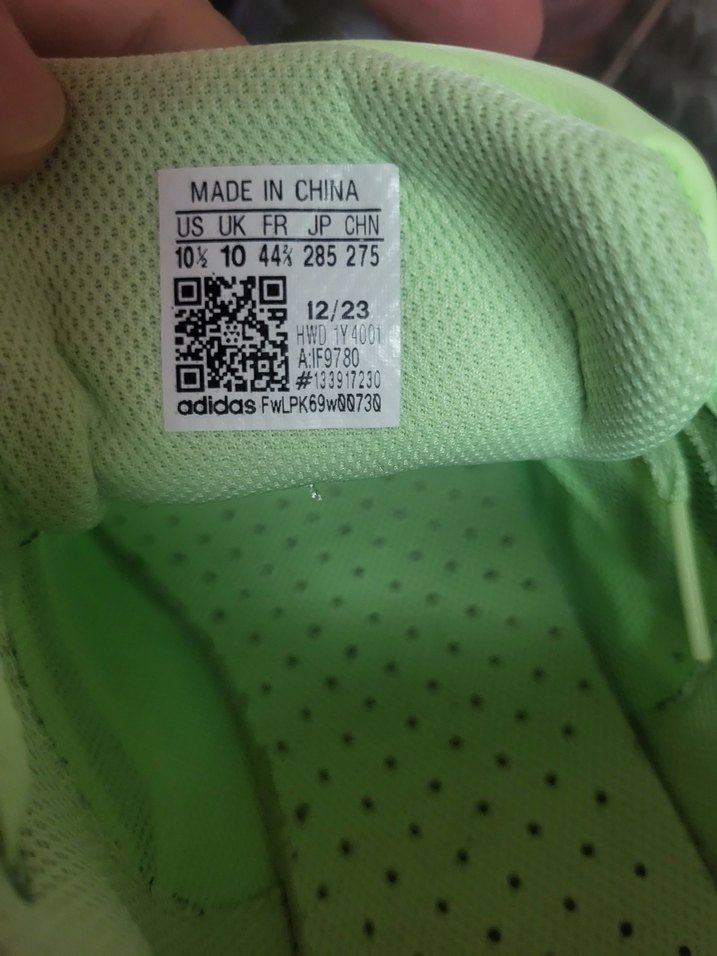 MADE IN CHINA
US UK FR JP CHN
10½ 10 44⅔ 285 275
12/23
HWD 1Y4001
A:IF9780
#133917230
adidas FwLPK69w00730